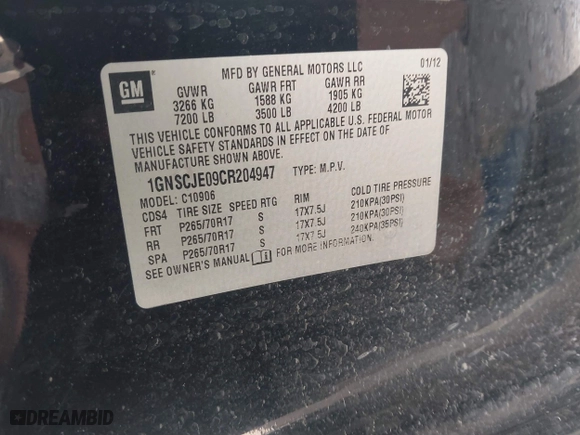 GM
MFD BY GENERAL MOTORS LLC 01/12
GVWR GAWR FRT GAWR RR
3266 KG 1588 KG 1905 KG
7200 LB 3500 LB 4200 LB
THIS VEHICLE CONFORMS TO ALL APPLICABLE U.S. FEDERAL MOTOR
VEHICLE SAFETY STANDARDS IN EFFECT ON THE DATE OF
MANUFACTURE SHOWN ABOVE.
1GNSCJE09CR204947 TYPE: M.P.V.
MODEL: C10906
CDS4 TIRE SIZE SPEED RTG RIM COLD TIRE PRESSURE
FRT P265/70R17 S 17X7.5J 210KPA(30PSI)
RR P265/70R17 S 17X7.5J 210KPA(30PSI)
SPA P265/70R17 S 17X7.5J 240KPA(35PSI)
SEE OWNER'S MANUAL FOR MORE INFORMATION.
DREAMBID